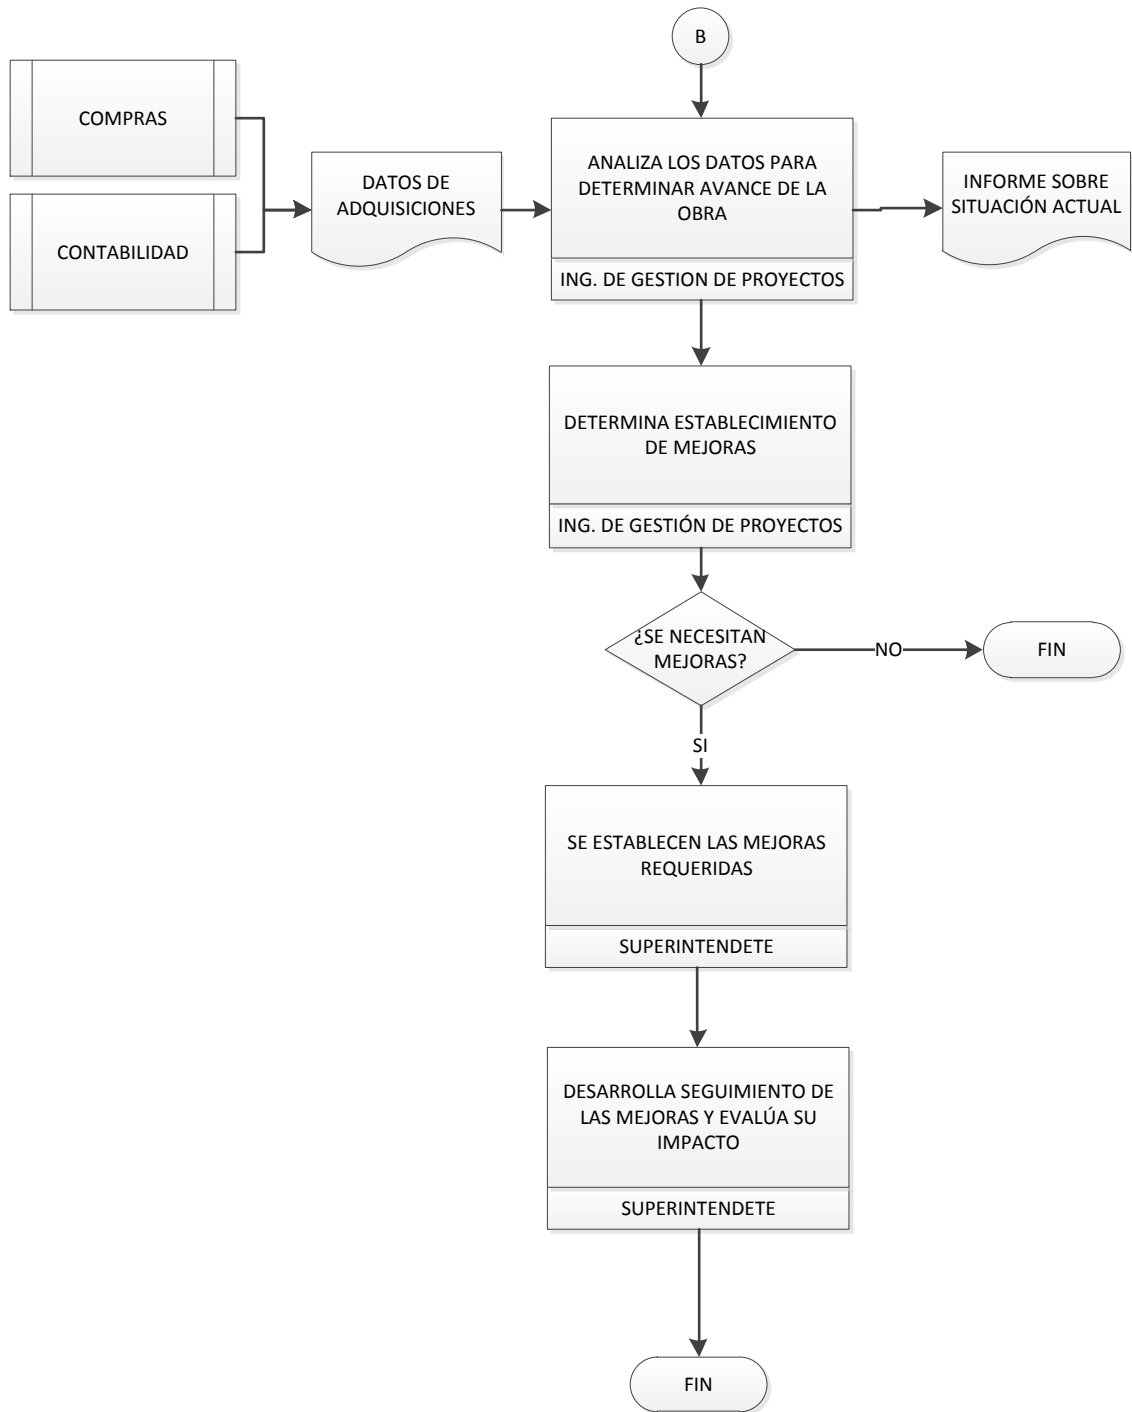 B
COMPRAS
CONTABILIDAD
DATOS DE
ADQUISICIONES
ANALIZA LOS DATOS PARA
DETERMINAR AVANCE DE LA
OBRA
ING. DE GESTION DE PROYECTOS
INFORME SOBRE
SITUACIÓN ACTUAL
DETERMINA ESTABLECIMIENTO
DE MEJORAS
ING. DE GESTIÓN DE PROYECTOS
¿SE NECESITAN
MEJORAS?
NO
FIN
SI
SE ESTABLECEN LAS MEJORAS
REQUERIDAS
SUPERINTENDETE
DESARROLLA SEGUIMIENTO DE
LAS MEJORAS Y EVALÚA SU
IMPACTO
SUPERINTENDETE
FIN